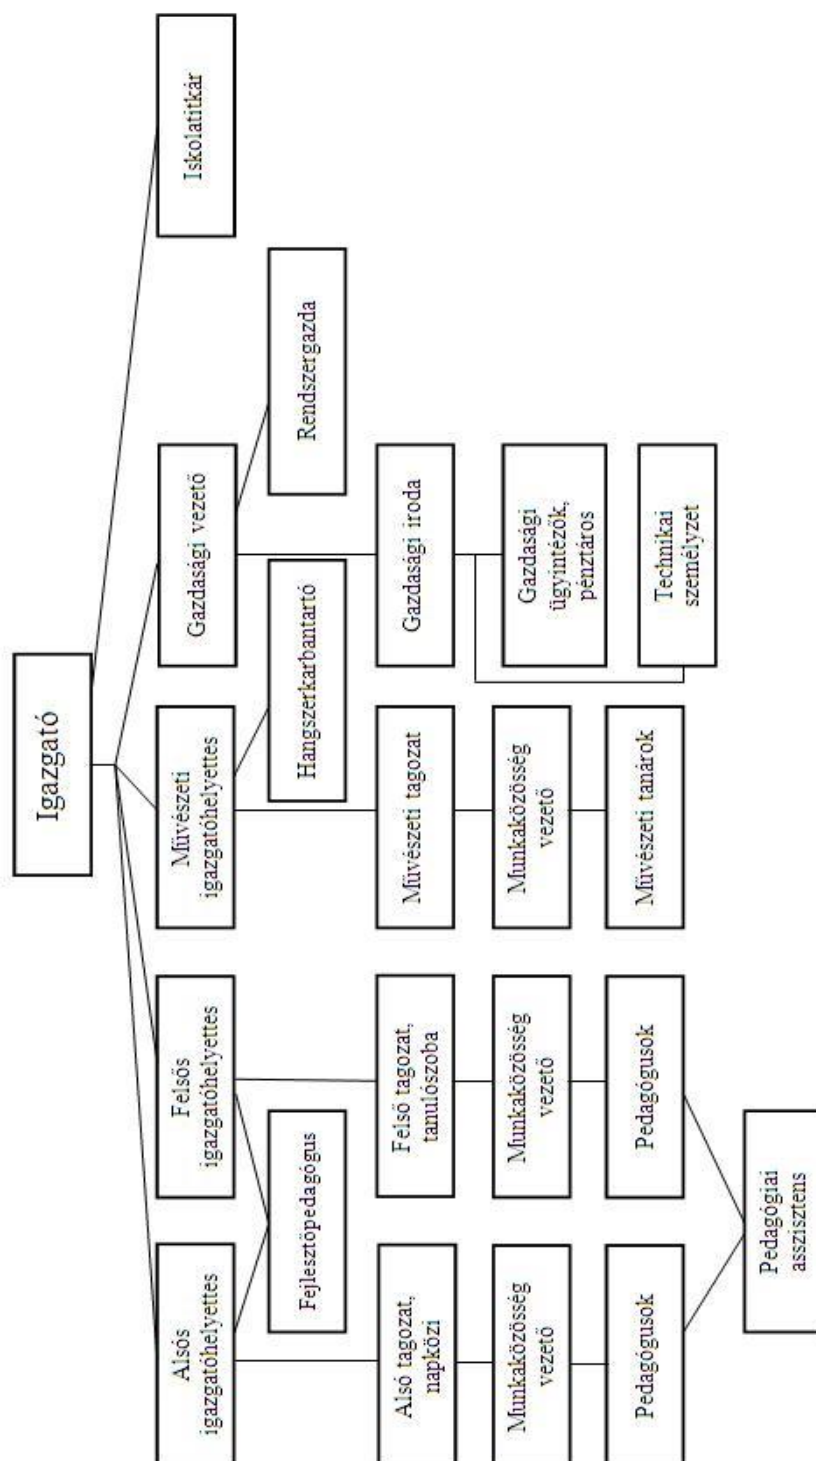 Igazgató
Alsós
igazgatóhelyettes
Felsős
igazgatóhelyettes
Művészeti
igazgatóhelyettes
Gazdasági vezető
Iskolatitkár
Fejlesztőpedagógus
Hangszerkarbantartó
Rendszergazda
Alsó tagozat,
napközi
Felső tagozat,
tanulószoba
Művészeti tagozat
Gazdasági iroda
Munkaközösség
vezető
Munkaközösség
vezető
Munkaközösség
vezető
Gazdasági
ügyintézők,
pénztáros
Pedagógusok
Pedagógusok
Művészeti tanárok
Technikai
személyzet
Pedagógiai
asszisztens